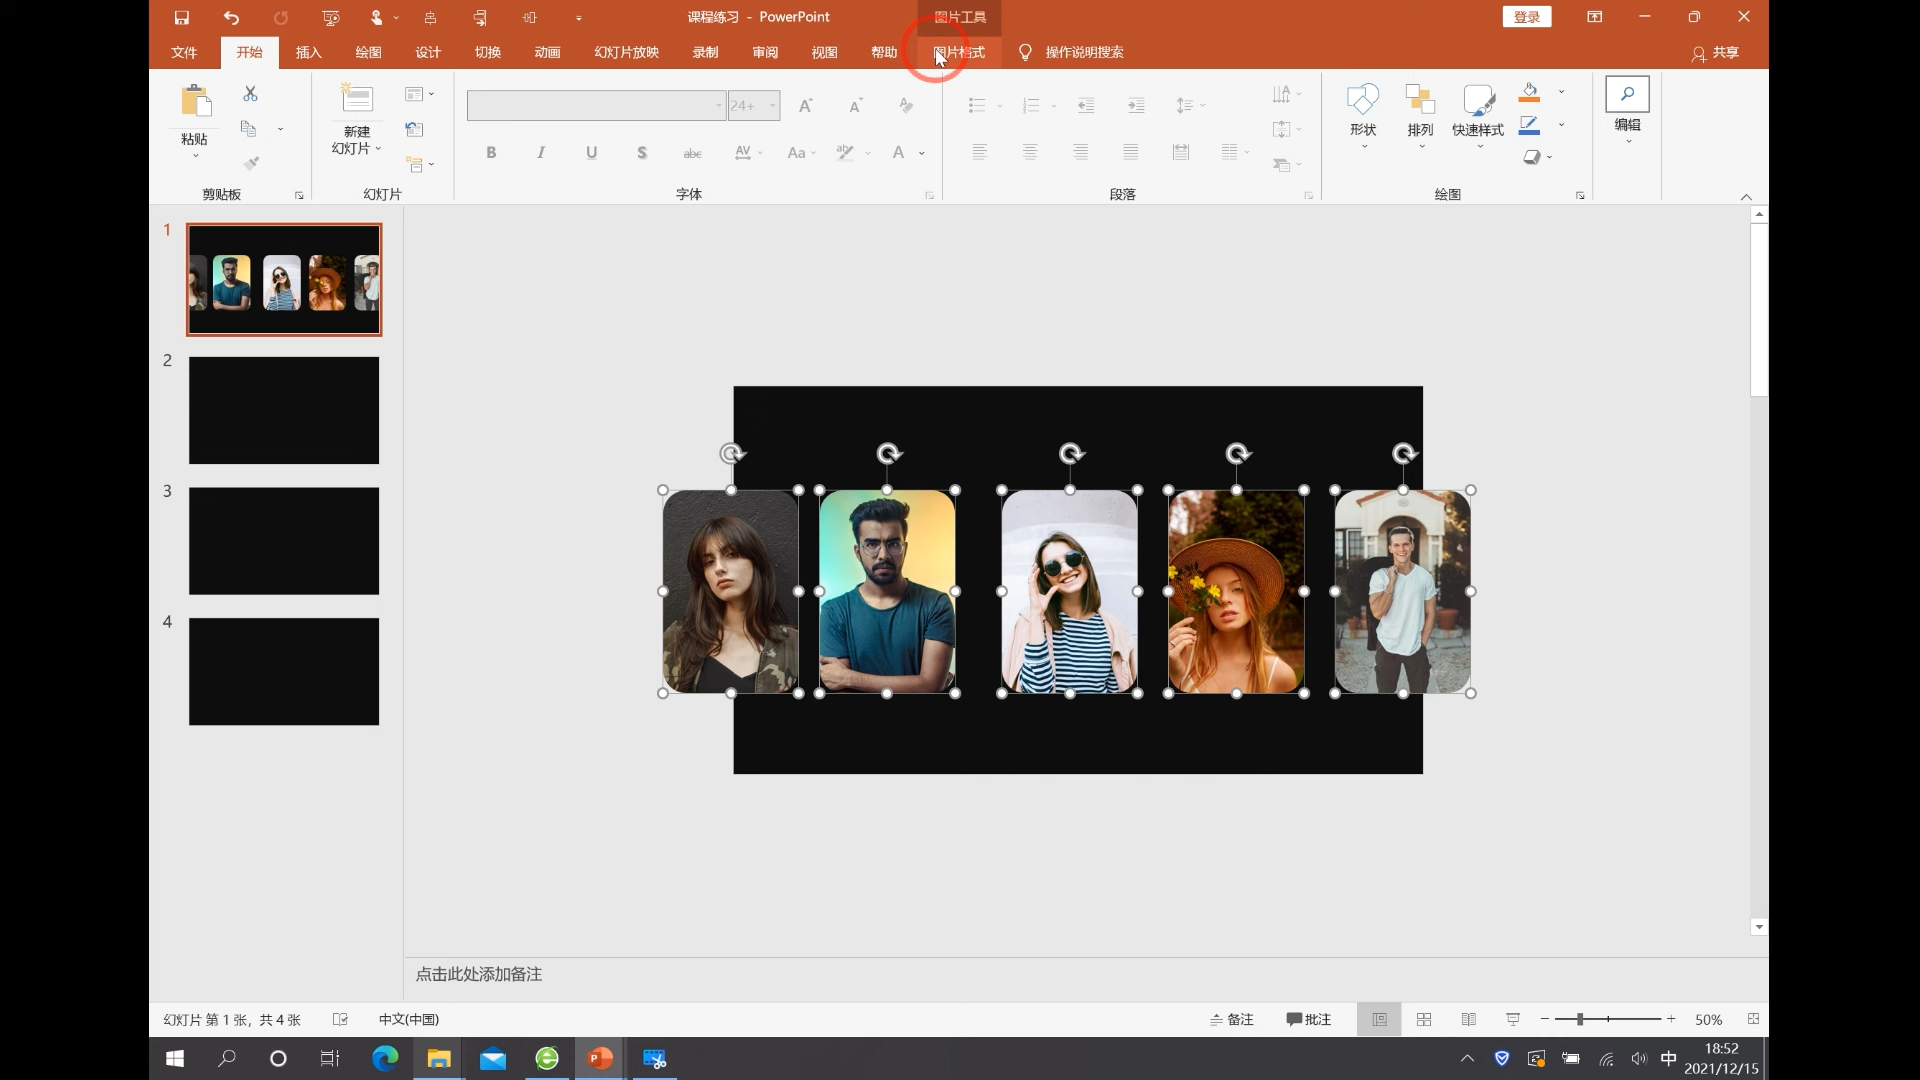 课程练习 - PowerPoint
图片工具
登录
文件 开始 插入 绘图 设计 切换 动画 幻灯片放映 录制 审阅 视图 帮助 图片格式 操作说明搜索 共享
粘贴
新建
幻灯片
24+
B I U S abc AV Aa A
形状 排列 快速样式 编辑
剪贴板 幻灯片 字体 段落 绘图
1
2
3
4
点击此处添加备注
幻灯片 第 1 张，共 4 张 中文(中国) 备注 批注 50%
中 18:52
2021/12/15